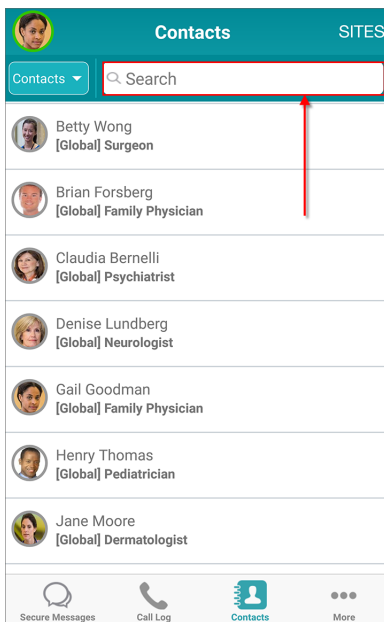 Contacts
SITES
Contacts
Search
Betty Wong
[Global] Surgeon
Brian Forsberg
[Global] Family Physician
Claudia Bernelli
[Global] Psychiatrist
Denise Lundberg
[Global] Neurologist
Gail Goodman
[Global] Family Physician
Henry Thomas
[Global] Pediatrician
Jane Moore
[Global] Dermatologist
Secure Messages
Call Log
Contacts
More